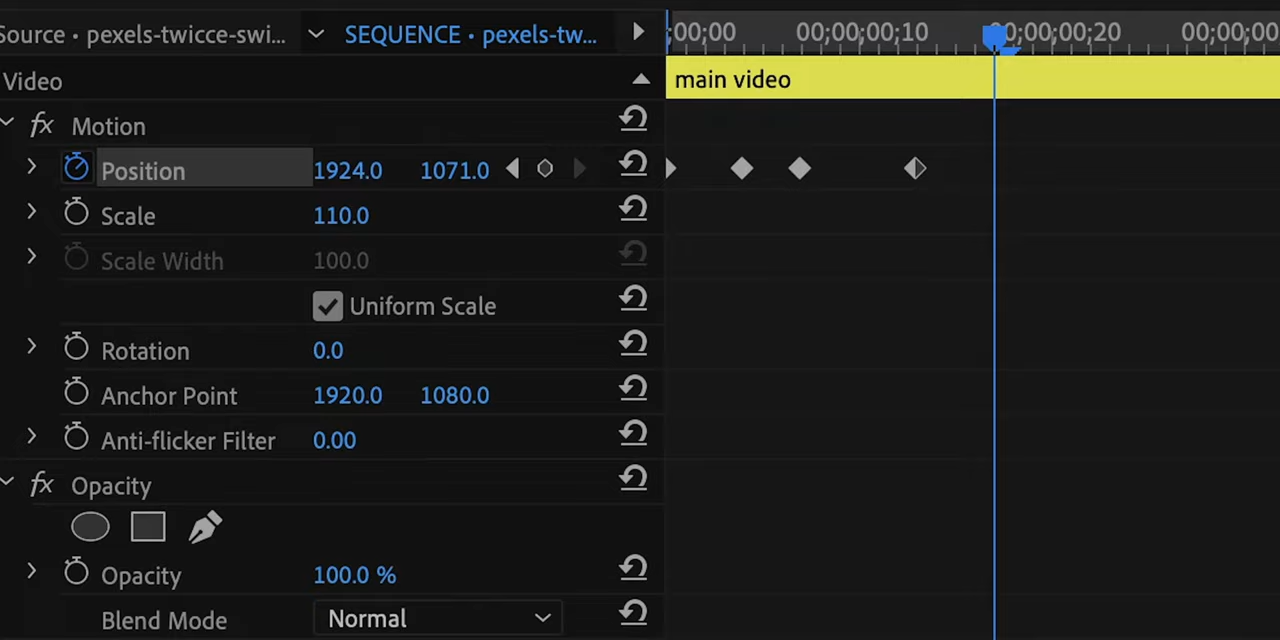 Source • pexels-twicce-swi... SEQUENCE • pexels-tw... ;00;00 00;00;00;10 00;00;00;20 00;00;00
Video main video
fx Motion
Position 1924.0 1071.0
Scale 110.0
Scale Width 100.0
Uniform Scale
Rotation 0.0
Anchor Point 1920.0 1080.0
Anti-flicker Filter 0.00
fx Opacity
Opacity 100.0 %
Blend Mode Normal